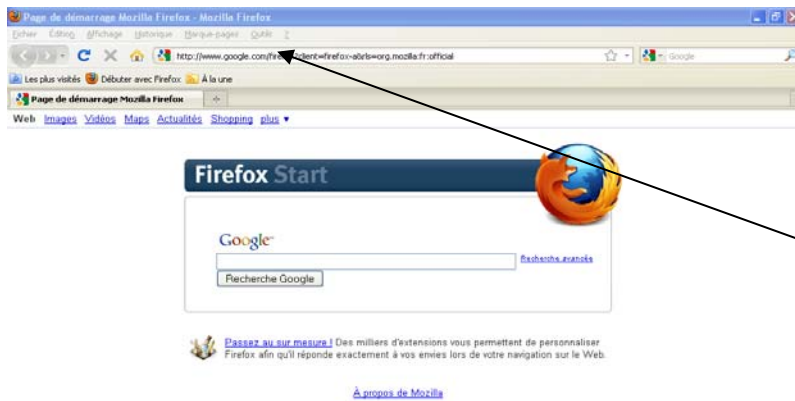 Page de démarrage Mozilla Firefox - Mozilla Firefox
Fichier Édition Affichage Historique Marque-pages Outils ?
http://www.google.com/firefox?client=firefox-a&rls=org.mozilla:fr:official Google
Les plus visités Débuter avec Firefox À la une
Page de démarrage Mozilla Firefox
Web Images Vidéos Maps Actualités Shopping plus ▼
Firefox Start
Google
Recherche avancée
Recherche Google
Passez au sur mesure ! Des milliers d'extensions vous permettent de personnaliser
Firefox afin qu'il réponde exactement à vos envies lors de votre navigation sur le Web.
À propos de Mozilla